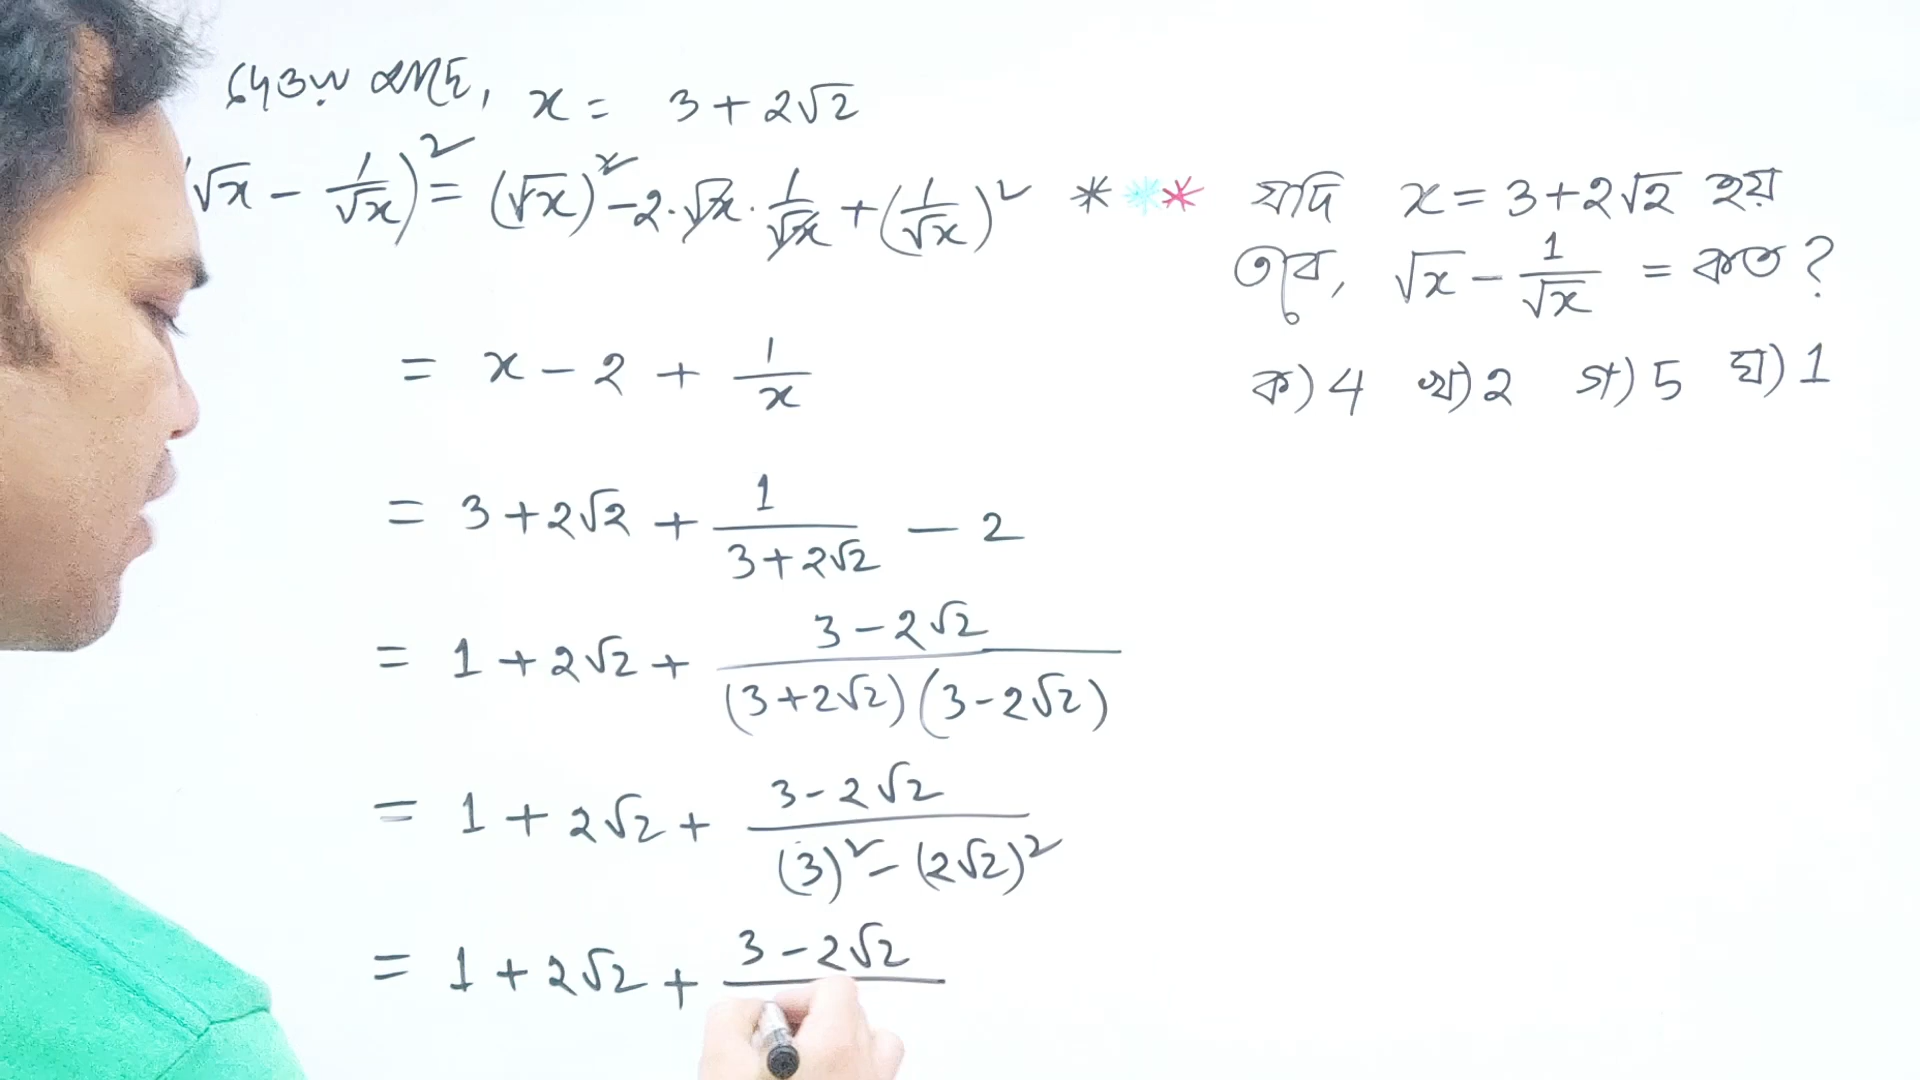 দেওয়া আছে, x = 3 + 2√2
(√x - 1/√x)² = (√x)² - 2·√x·1/√x + (1/√x)²
= x - 2 + 1/x
= 3 + 2√2 + 1/(3 + 2√2) - 2
= 1 + 2√2 + (3 - 2√2)/((3 + 2√2)(3 - 2√2))
= 1 + 2√2 + (3 - 2√2)/((3)² - (2√2)²)
= 1 + 2√2 + (3 - 2√2)/
*** যদি x = 3 + 2√2 হয়
তবে, √x - 1/√x = কত?
ক) 4 খ) 2 গ) 5 ঘ) 1